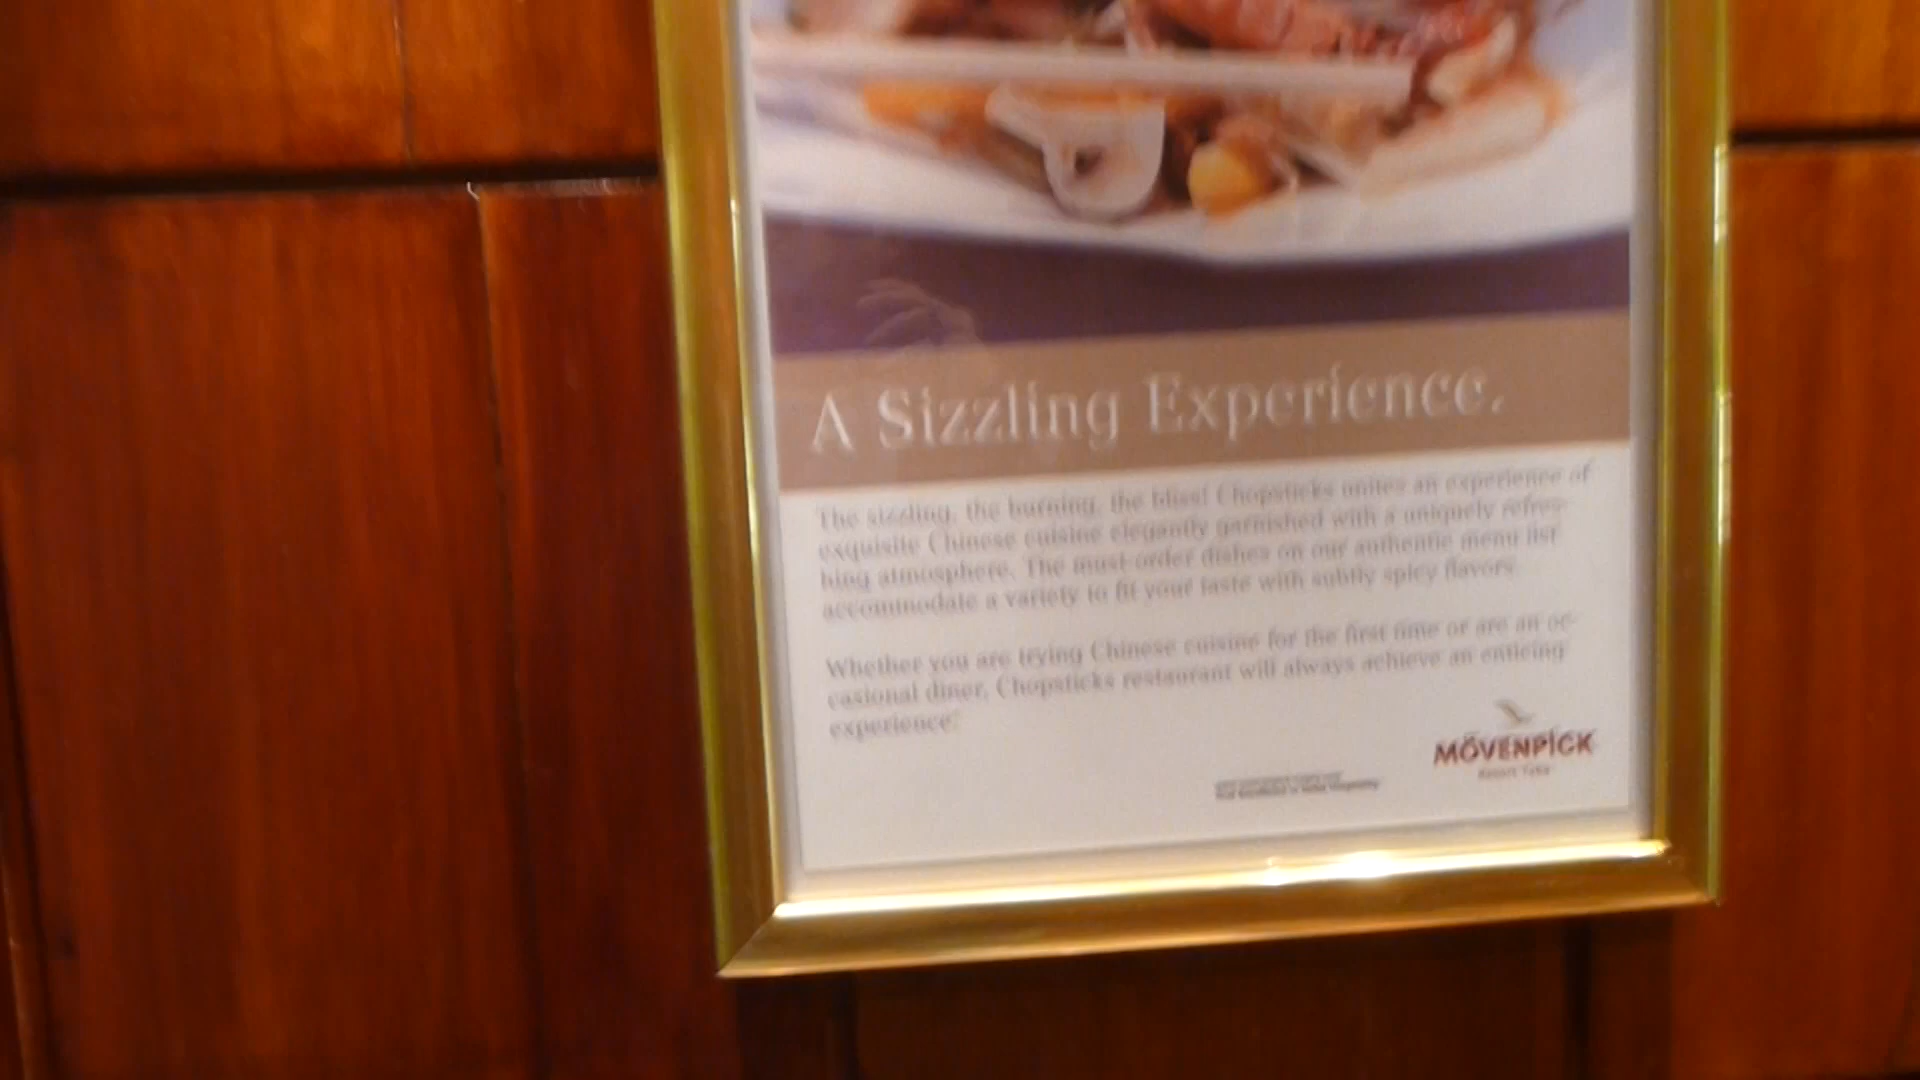 A Sizzling Experience.
The sizzling, the burning, the bliss! Chopsticks unites an experience of
exquisite Chinese cuisine elegantly garnished with a uniquely refres-
hing atmosphere. The must-order dishes on our authentic menu list
accommodate a variety to fit your taste with subtly spicy flavors.
Whether you are trying Chinese cuisine for the first time or are an oc-
casional diner, Chopsticks restaurant will always achieve an enticing
experience.
MÖVENPICK
Resort Taba